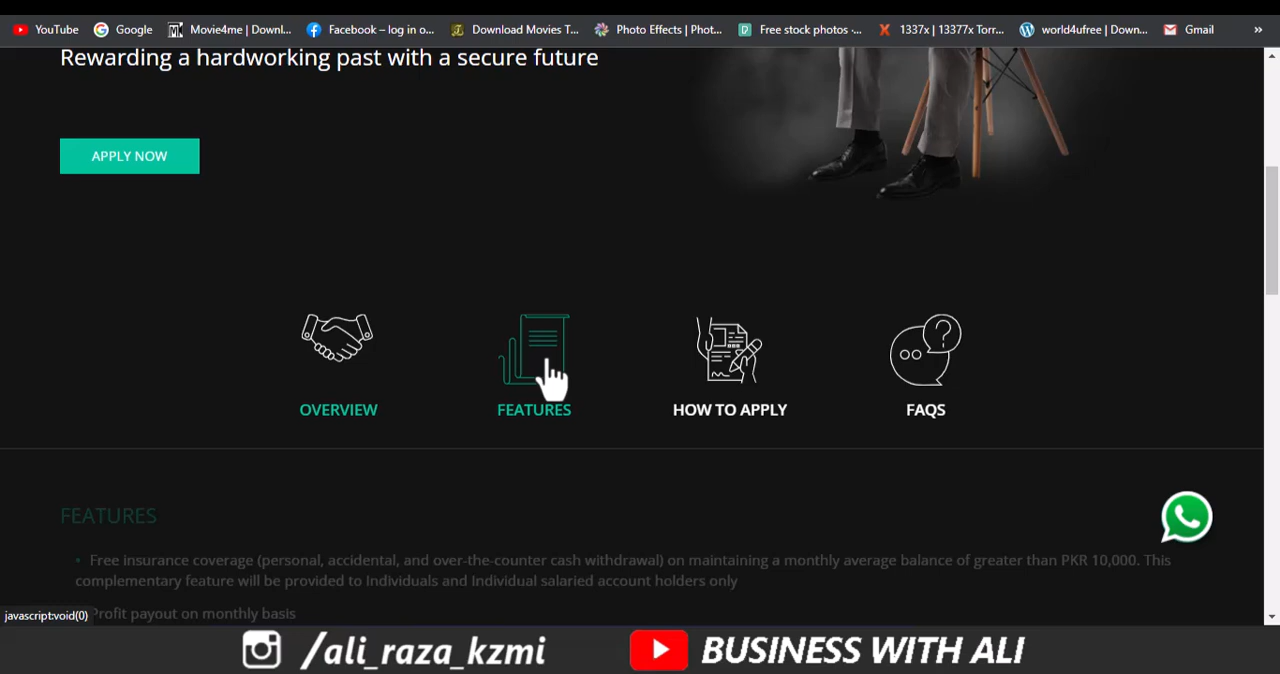 YouTube
Google
Movie4me | Downl...
Facebook – log in o...
Download Movies T...
Photo Effects | Phot...
Free stock photos -...
1337x | 13377x Torr...
world4ufree | Down...
Gmail
»
Rewarding a hardworking past with a secure future
APPLY NOW
OVERVIEW
FEATURES
HOW TO APPLY
FAQS
FEATURES
• Free insurance coverage (personal, accidental, and over-the-counter cash withdrawal) on maintaining a monthly average balance of greater than PKR 10,000. This
complementary feature will be provided to Individuals and Individual salaried account holders only
Profit payout on monthly basis
javascript:void(0)
/ali_raza_kzmi
BUSINESS WITH ALI